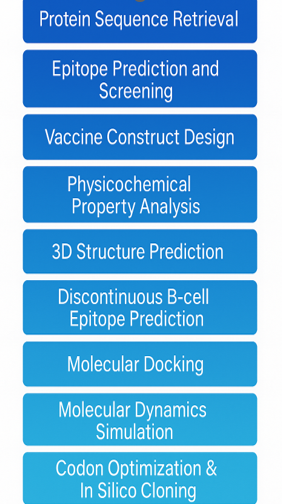 Protein Sequence Retrieval
Epitope Prediction and
Screening
Vaccine Construct Design
Physicochemical
Property Analysis
3D Structure Prediction
Discontinuous B-cell
Epitope Prediction
Molecular Docking
Molecular Dynamics
Simulation
Codon Optimization &
In Silico Cloning